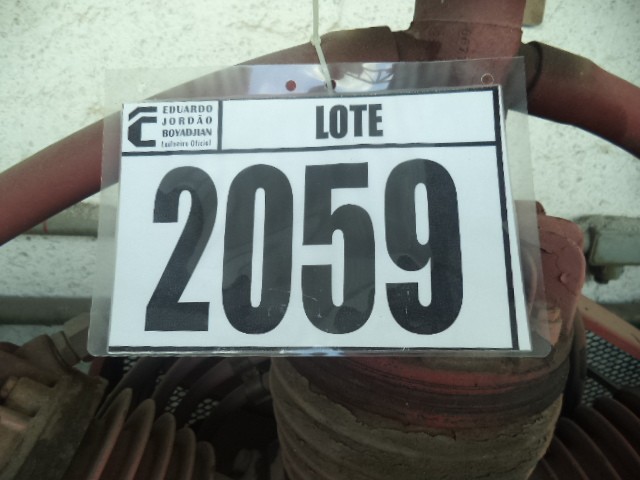 EDUARDO
JORDÃO
BOYADJIAN
Leiloeiro Oficial
LOTE
2059